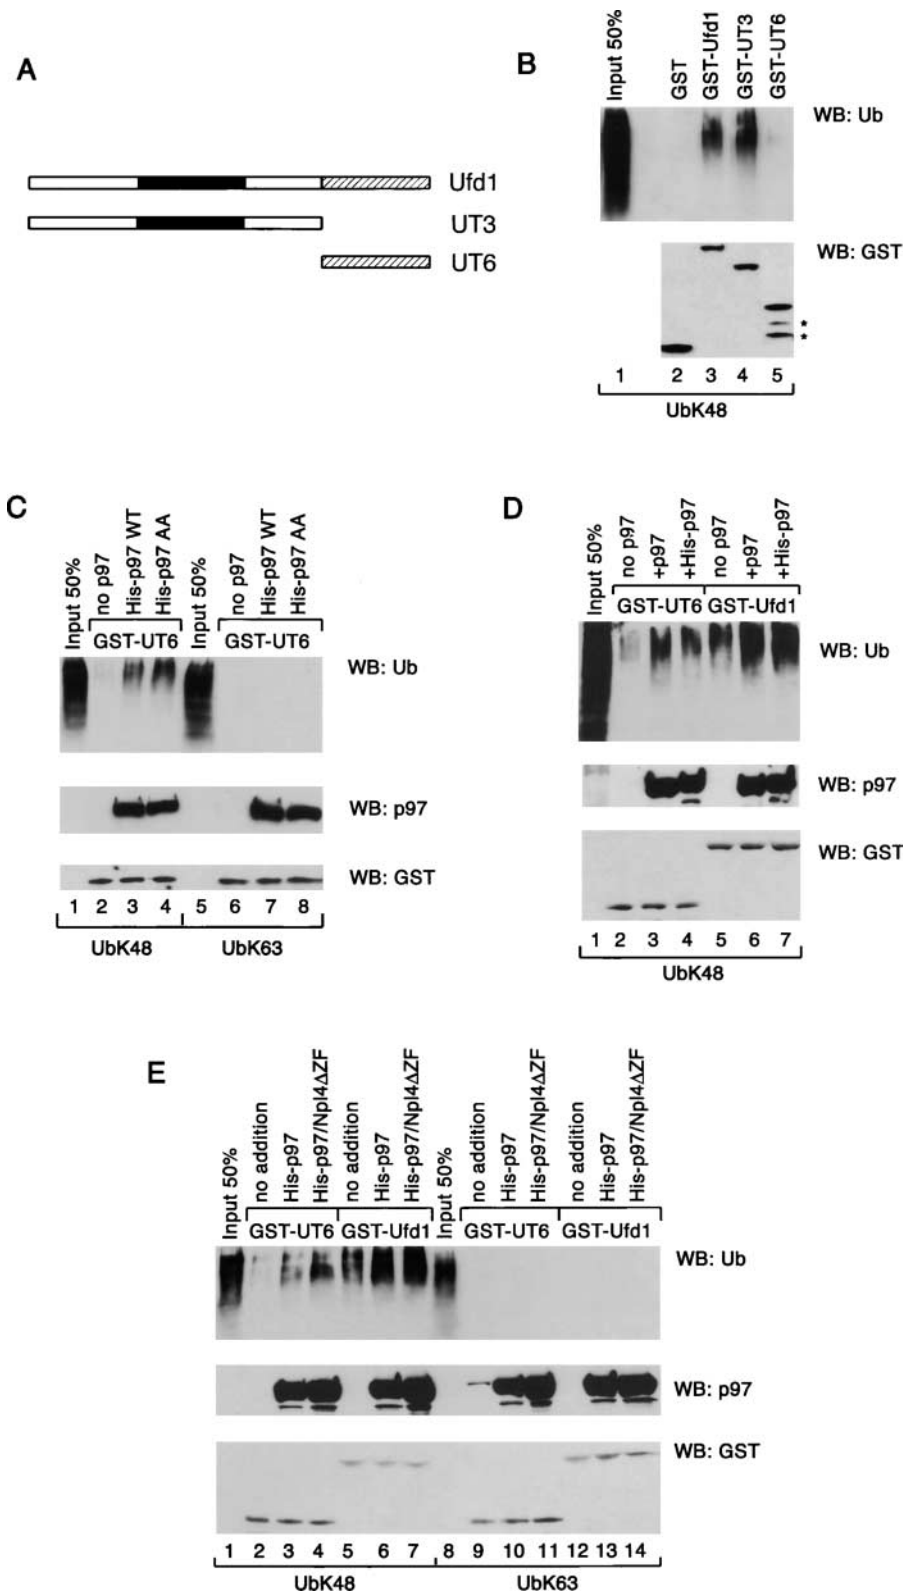 A
Ufd1
UT3
UT6
B
Input 50%
GST
GST-Ufd1
GST-UT3
GST-UT6
WB: Ub
WB: GST
*
*
1 2 3 4 5
UbK48
C
Input 50%
no p97
His-p97 WT
His-p97 AA
Input 50%
no p97
His-p97 WT
His-p97 AA
GST-UT6 GST-UT6
WB: Ub
WB: p97
WB: GST
1 2 3 4 5 6 7 8
UbK48 UbK63
D
Input 50%
no p97
+p97
+His-p97
no p97
+p97
+His-p97
GST-UT6 GST-Ufd1
WB: Ub
WB: p97
WB: GST
1 2 3 4 5 6 7
UbK48
E
Input 50%
no addition
His-p97
His-p97/Npl4ΔZF
no addition
His-p97
His-p97/Npl4ΔZF
Input 50%
no addition
His-p97
His-p97/Npl4ΔZF
no addition
His-p97
His-p97/Npl4ΔZF
GST-UT6 GST-Ufd1 GST-UT6 GST-Ufd1
WB: Ub
WB: p97
WB: GST
1 2 3 4 5 6 7 8 9 10 11 12 13 14
UbK48 UbK63